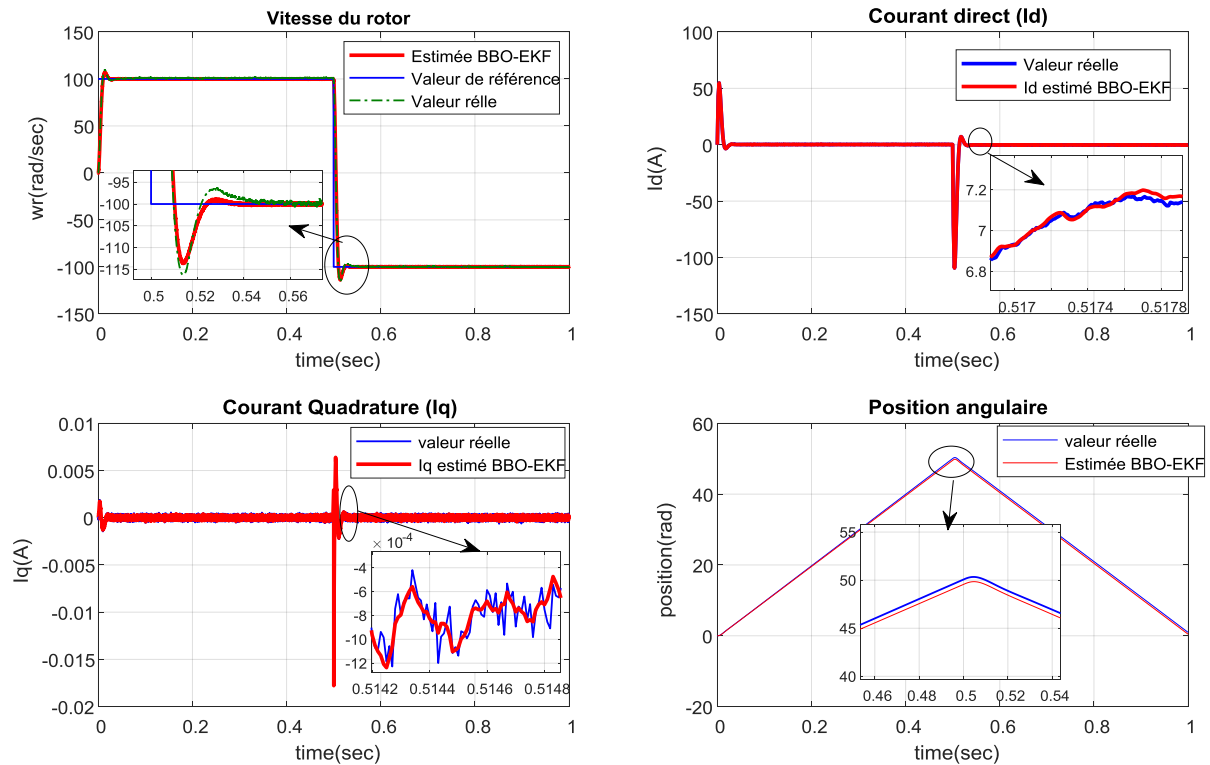 Vitesse du rotor
150
100
50
0
-50
-100
-150
wr(rad/sec)
Estimée BBO-EKF
Valeur de référence
Valeur rélle
-95
-100
-105
-110
-115
0.5 0.52 0.54 0.56
0 0.2 0.4 0.6 0.8 1
time(sec)
Courant direct (Id)
100
50
0
-50
-100
-150
Id(A)
Valeur réelle
Id estimé BBO-EKF
7.2
7
6.8
0.517 0.5174 0.5178
0 0.2 0.4 0.6 0.8 1
time(sec)
Courant Quadrature (Iq)
0.01
0.005
0
-0.005
-0.01
-0.015
-0.02
Iq(A)
valeur réelle
Iq estimé BBO-EKF
× 10-4
-4
-6
-8
-10
-12
0.5142 0.5144 0.5146 0.5148
0 0.2 0.4 0.6 0.8 1
time(sec)
Position angulaire
60
40
20
0
-20
position(rad)
valeur réelle
Estimée BBO-EKF
55
50
45
40
0.46 0.48 0.5 0.52 0.54
0 0.2 0.4 0.6 0.8 1
time(sec)